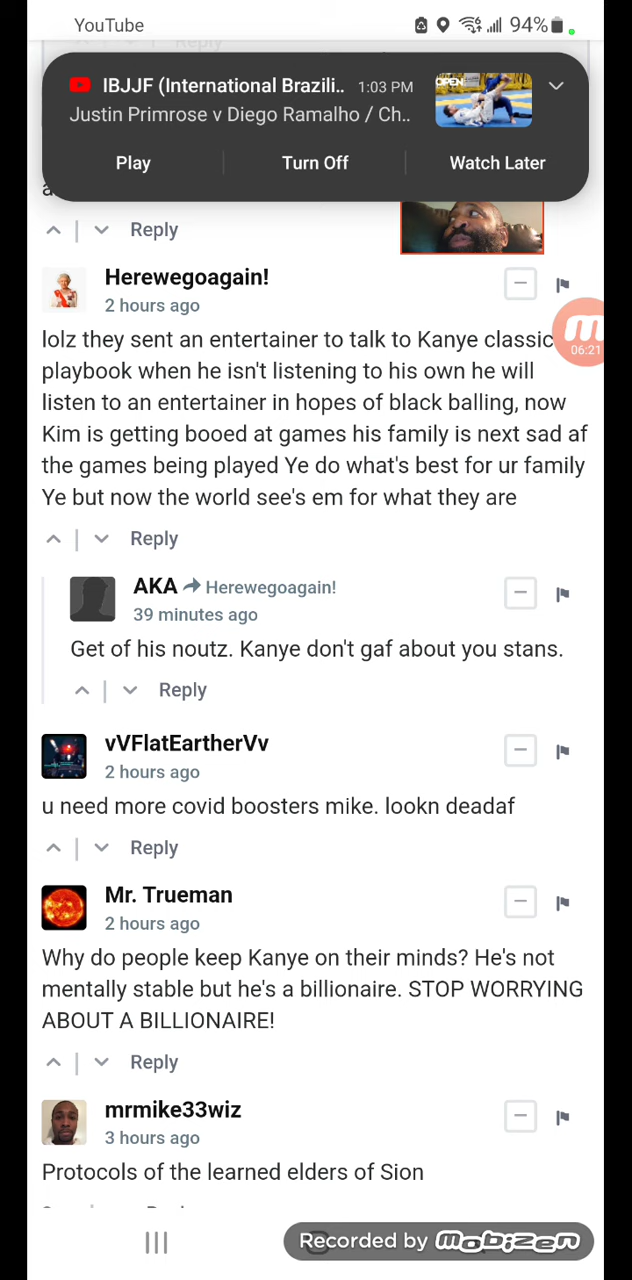 YouTube
94%
Reply
IBJJF (International Brazili.. 1:03 PM
OPEN
Justin Primrose v Diego Ramalho / Ch..
Play Turn Off Watch Later
a
Reply
Herewegoagain!
2 hours ago
06:21
lolz they sent an entertainer to talk to Kanye classic
playbook when he isn't listening to his own he will
listen to an entertainer in hopes of black balling, now
Kim is getting booed at games his family is next sad af
the games being played Ye do what's best for ur family
Ye but now the world see's em for what they are
Reply
AKA Herewegoagain!
39 minutes ago
Get of his noutz. Kanye don't gaf about you stans.
Reply
vVFlatEartherVv
2 hours ago
u need more covid boosters mike. lookn deadaf
Reply
Mr. Trueman
2 hours ago
Why do people keep Kanye on their minds? He's not
mentally stable but he's a billionaire. STOP WORRYING
ABOUT A BILLIONAIRE!
Reply
mrmike33wiz
3 hours ago
Protocols of the learned elders of Sion
Recorded by mobizen